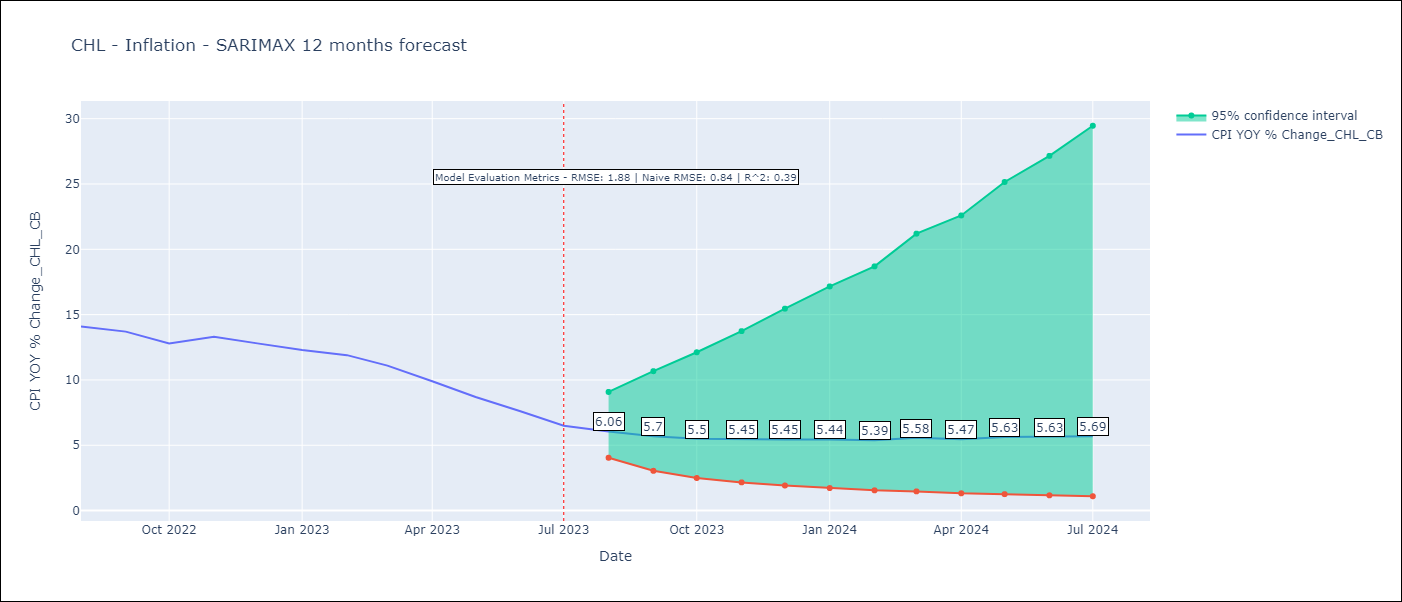 CHL - Inflation - SARIMAX 12 months forecast
95% confidence interval
CPI YOY % Change_CHL_CB
Model Evaluation Metrics - RMSE: 1.88 | Naive RMSE: 0.84 | R^2: 0.39
CPI YOY % Change_CHL_CB
30
25
20
15
10
5
0
6.06
5.7
5.5
5.45
5.45
5.44
5.39
5.58
5.47
5.63
5.63
5.69
Oct 2022
Jan 2023
Apr 2023
Jul 2023
Oct 2023
Jan 2024
Apr 2024
Jul 2024
Date